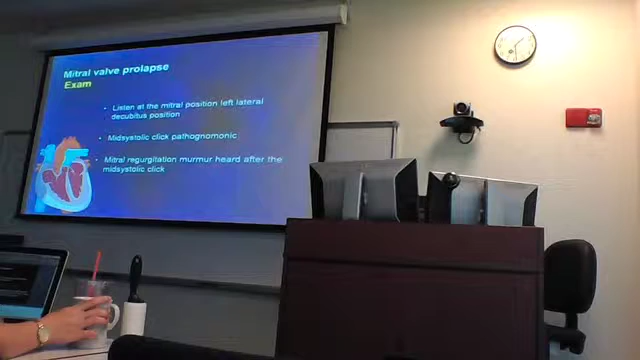 Mitral valve prolapse
Exam
• Listen at the mitral position left lateral
decubitus position
• Midsystolic click pathognomonic
• Mitral regurgitation murmur heard after the
midsystolic click